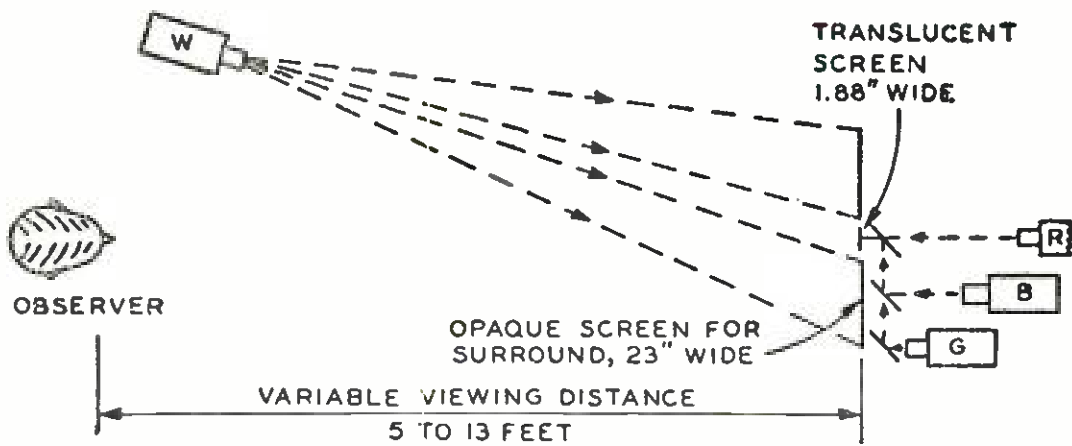 W
TRANSLUCENT
SCREEN
1.88" WIDE
R
B
G
OBSERVER
OPAQUE SCREEN FOR
SURROUND, 23" WIDE
VARIABLE VIEWING DISTANCE
5 TO 13 FEET